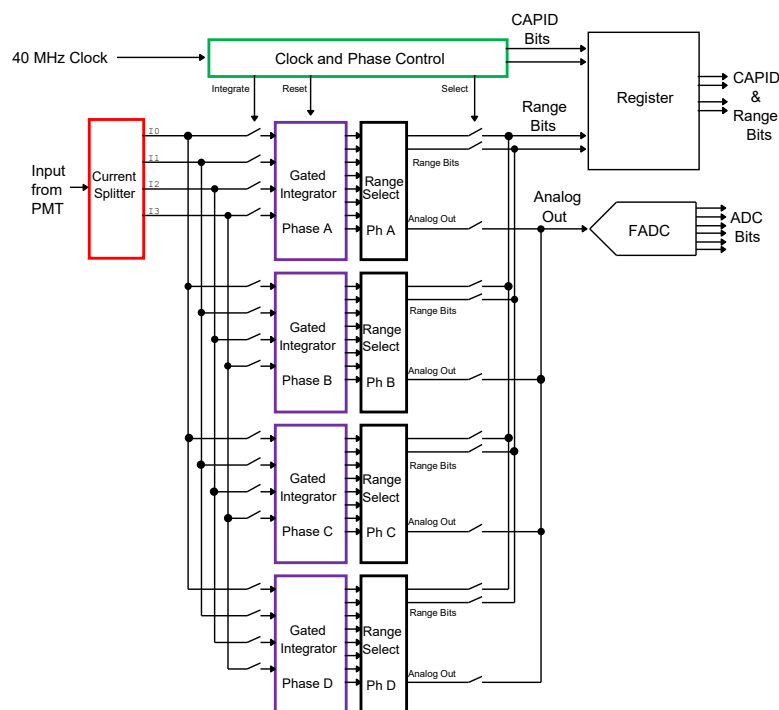 CAPID
Bits
40 MHz Clock
Clock and Phase Control
Integrate
Reset
Select
Register
CAPID
&
Range
Bits
Range
Bits
Input
from
PMT
Current
Splitter
I0
I1
I2
I3
Gated
Integrator
Phase A
Range
Select
Ph A
Range Bits
Analog Out
Analog
Out
FADC
ADC
Bits
Gated
Integrator
Phase B
Range
Select
Ph B
Range Bits
Analog Out
Gated
Integrator
Phase C
Range
Select
Ph C
Range Bits
Analog Out
Gated
Integrator
Phase D
Range
Select
Ph D
Range Bits
Analog Out